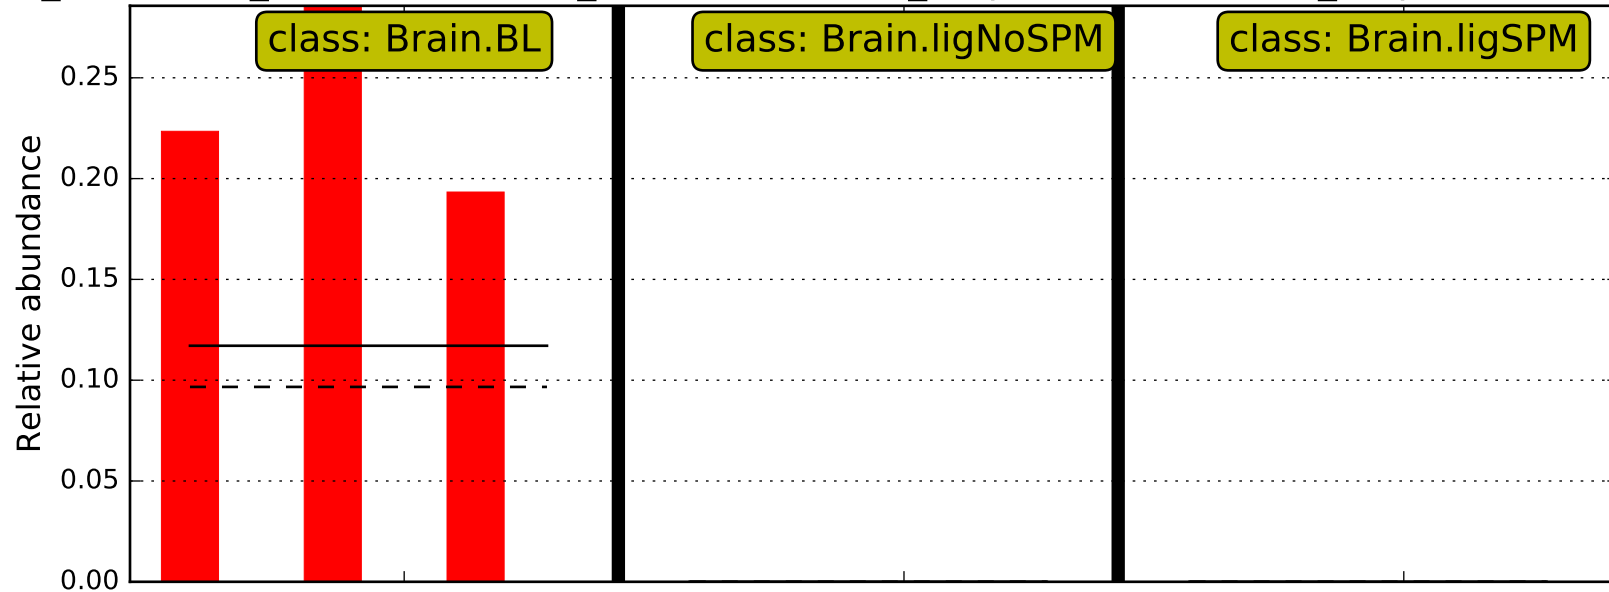 class: Brain.BL
class: Brain.ligNoSPM
class: Brain.ligSPM
Relative abundance
0.25
0.20
0.15
0.10
0.05
0.00